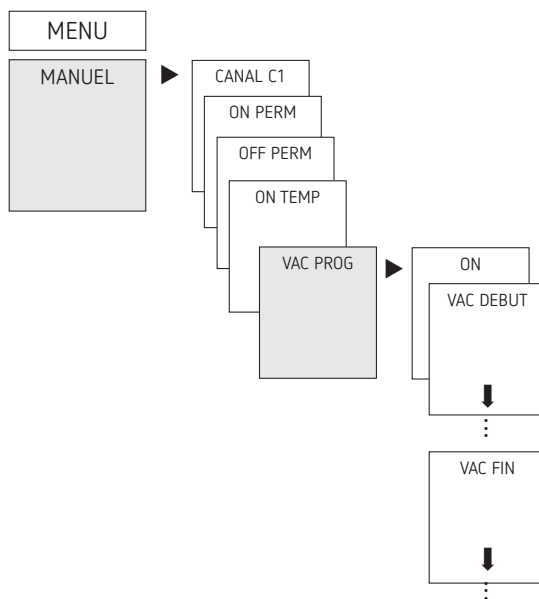 MENU
MANUEL
CANAL C1
ON PERM
OFF PERM
ON TEMP
VAC PROG
ON
VAC DEBUT
VAC FIN